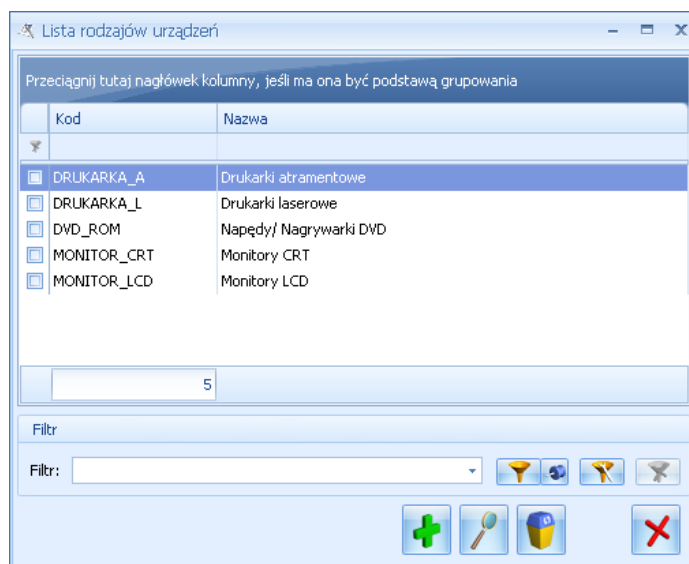 Lista rodzajów urządzeń
Przeciągnij tutaj nagłówek kolumny, jeśli ma ona być podstawą grupowania
Kod Nazwa
DRUKARKA_A Drukarki atramentowe
DRUKARKA_L Drukarki laserowe
DVD_ROM Napędy/ Nagrywarki DVD
MONITOR_CRT Monitory CRT
MONITOR_LCD Monitory LCD
5
Filtr
Filtr: